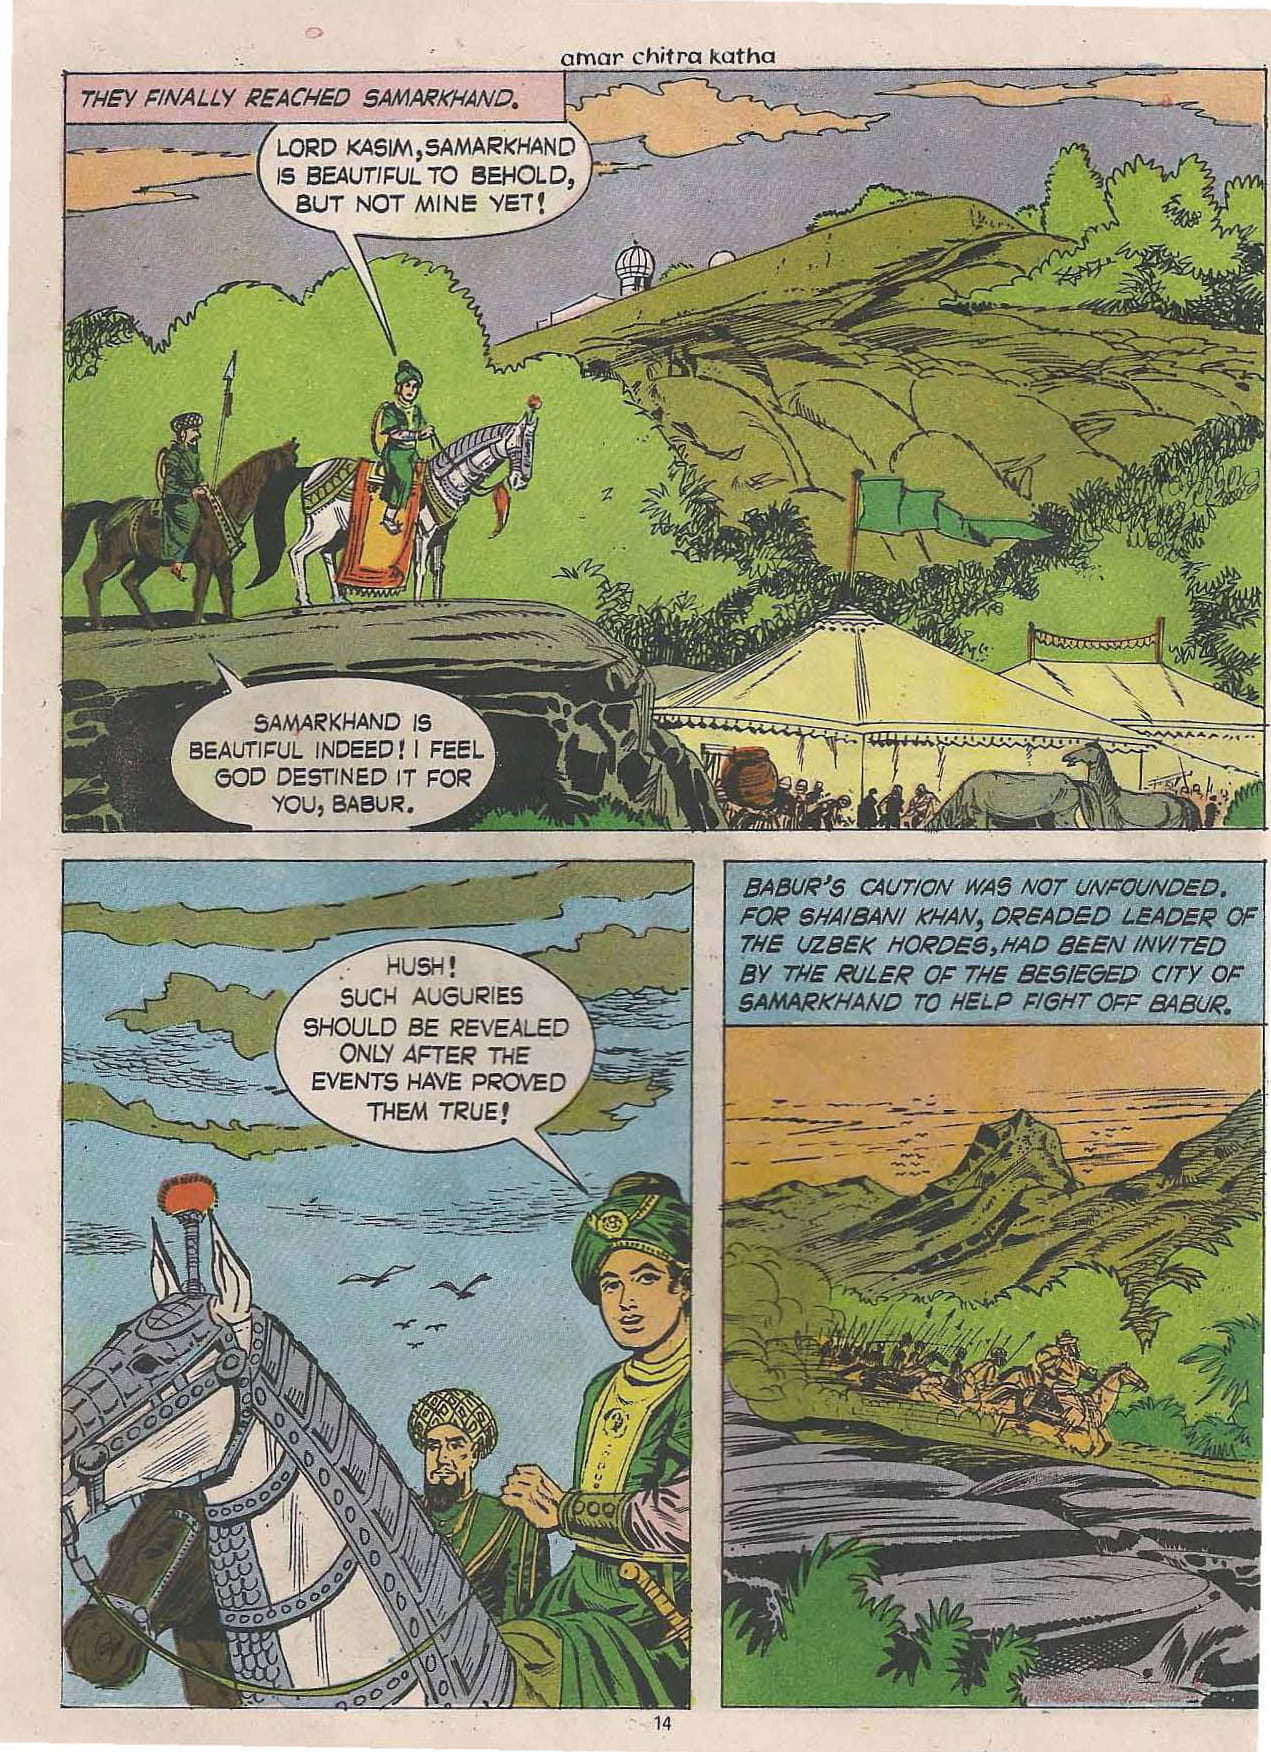 amar chitra katha
THEY FINALLY REACHED SAMARKHAND.
LORD KASIM, SAMARKHAND
IS BEAUTIFUL TO BEHOLD,
BUT NOT MINE YET!
SAMARKHAND IS
BEAUTIFUL INDEED! I FEEL
GOD DESTINED IT FOR
YOU, BABUR.
HUSH!
SUCH AUGURIES
SHOULD BE REVEALED
ONLY AFTER THE
EVENTS HAVE PROVED
THEM TRUE!
BABUR'S CAUTION WAS NOT UNFOUNDED.
FOR SHAIBANI KHAN, DREADED LEADER OF
THE UZBEK HORDES, HAD BEEN INVITED
BY THE RULER OF THE BESIEGED CITY OF
SAMARKHAND TO HELP FIGHT OFF BABUR.
14